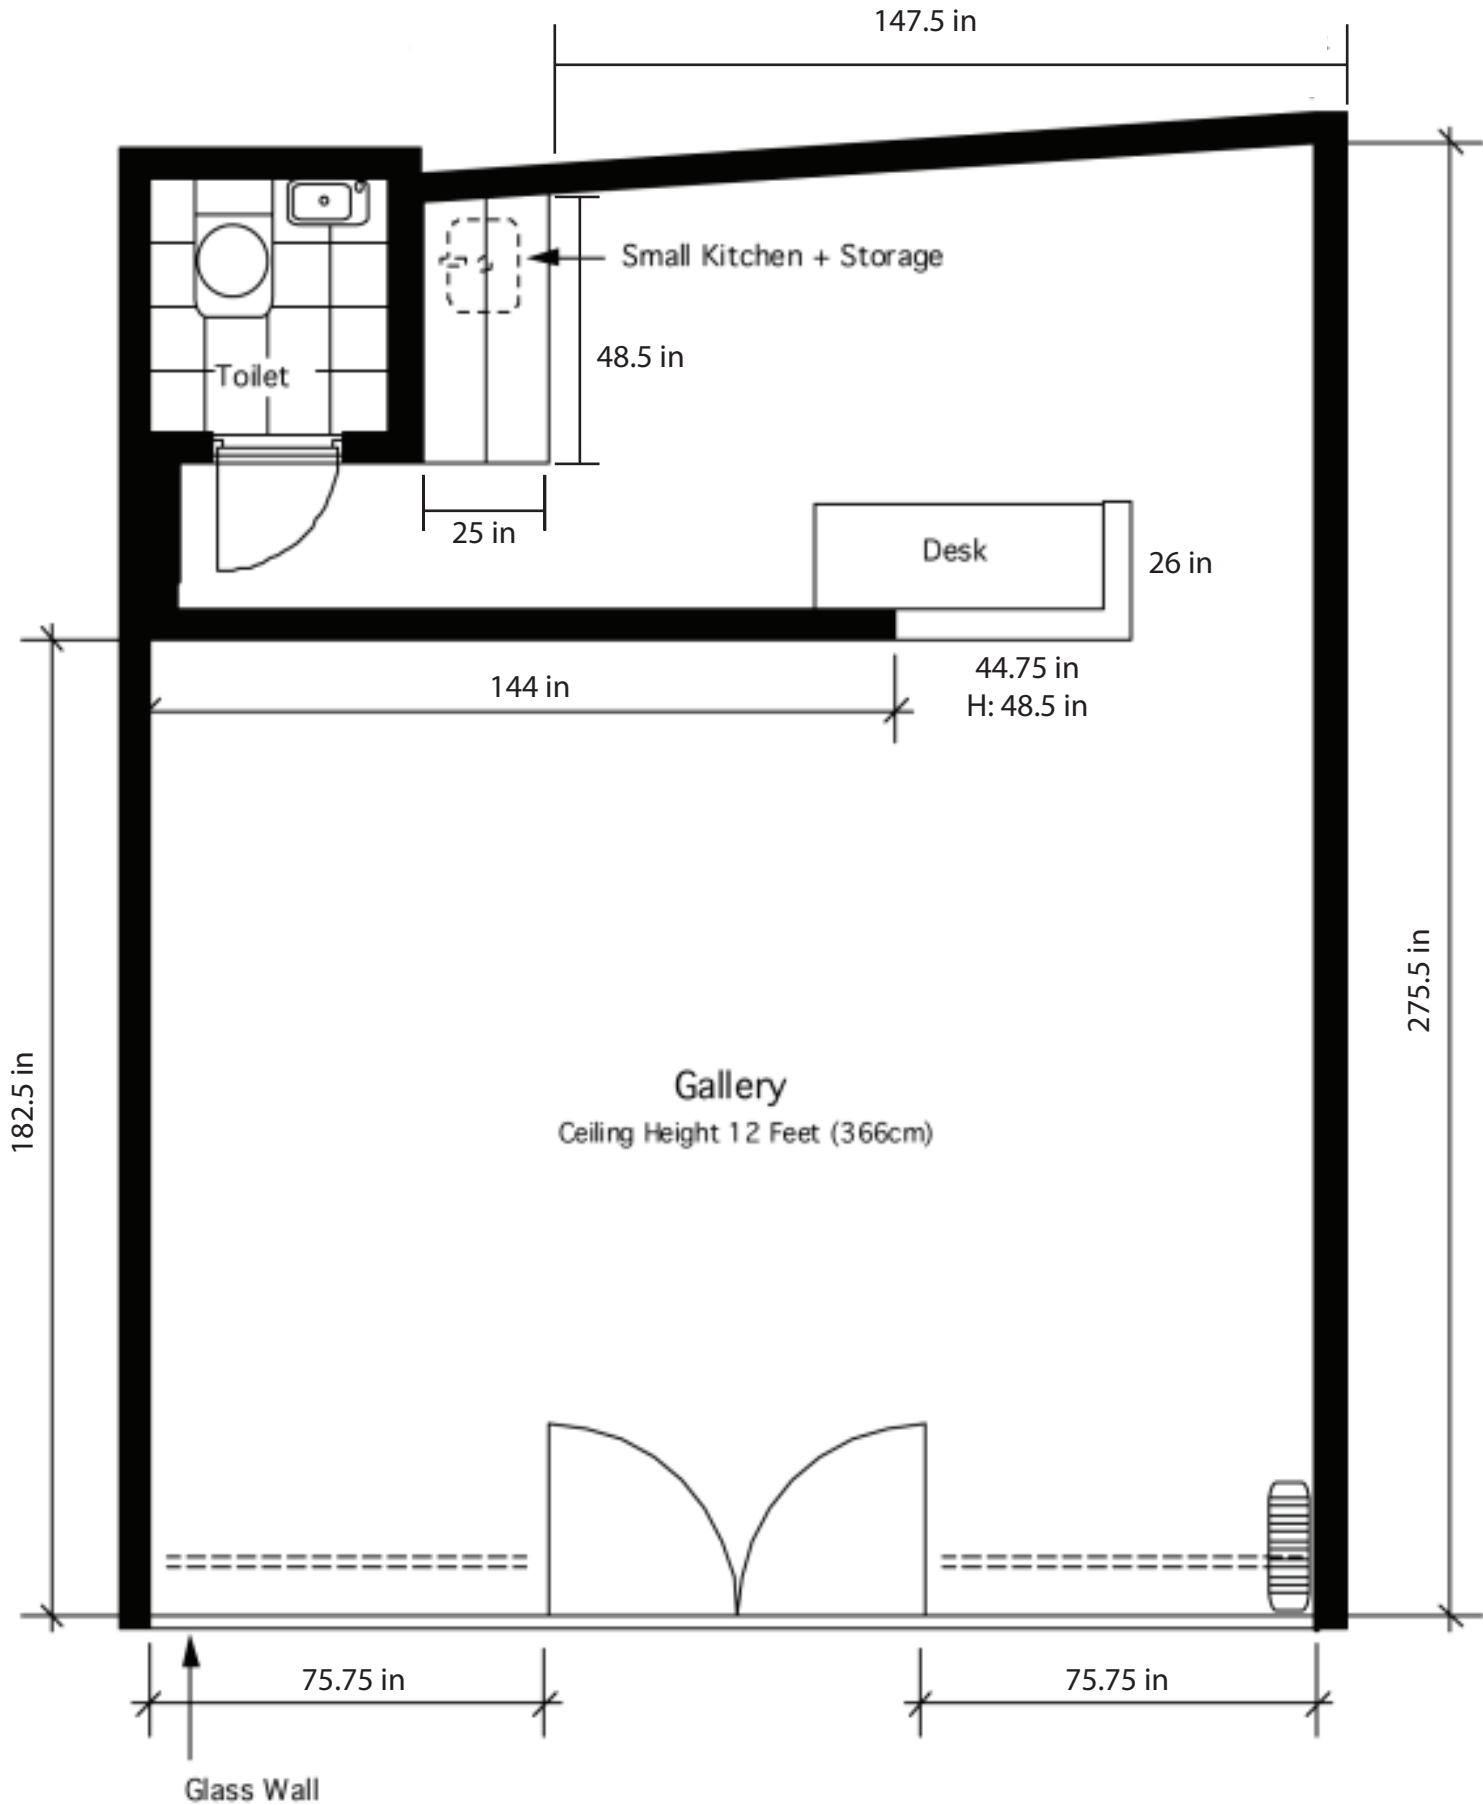 147.5 in
Small Kitchen + Storage
48.5 in
Toilet
25 in
Desk
26 in
144 in
44.75 in
H: 48.5 in
275.5 in
182.5 in
Gallery
Ceiling Height 12 Feet (366cm)
75.75 in
75.75 in
Glass Wall